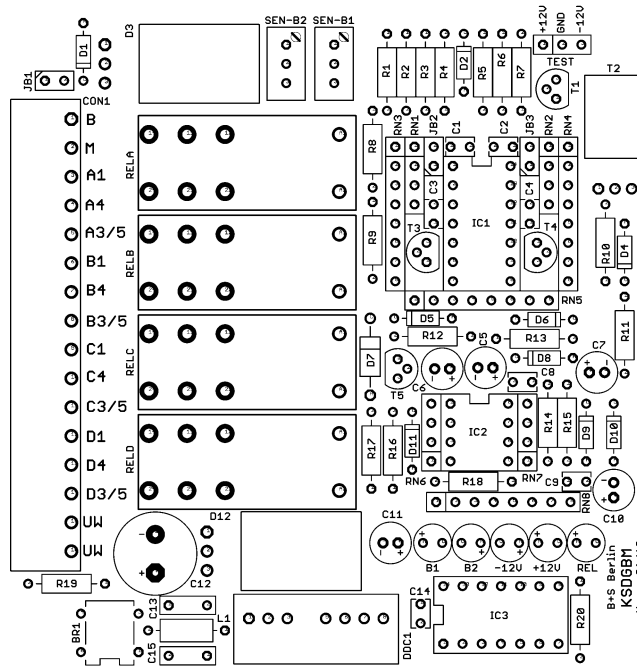 D3
SEN-B2
SEN-B1
+12V
GND
-12V
D1
JB1
R1
R2
R3
R4
D2
R5
R6
R7
TEST
T1
T2
CON1
B
M
A1
A4
A3/5
B1
B4
B3/5
C1
C4
C3/5
D1
D4
D3/5
UW
UW
RELA
RELB
RELC
RELD
R8
R9
RN3
RN1
JB2
C1
C2
JB3
RN2
RN4
C3
C4
IC1
T3
T4
R10
D4
R11
RN5
D5
R12
D6
R13
D7
T5
C6
C5
D8
C7
C8
R17
R16
D11
IC2
R14
R15
D9
D10
RN6
RN7
R18
C9
RN8
C10
D12
C12
C11
B1
B2
-12V
+12V
REL
R19
BR1
C13
L1
C15
DDC1
C14
IC3
R20
B+S Berlin
KSDGBM